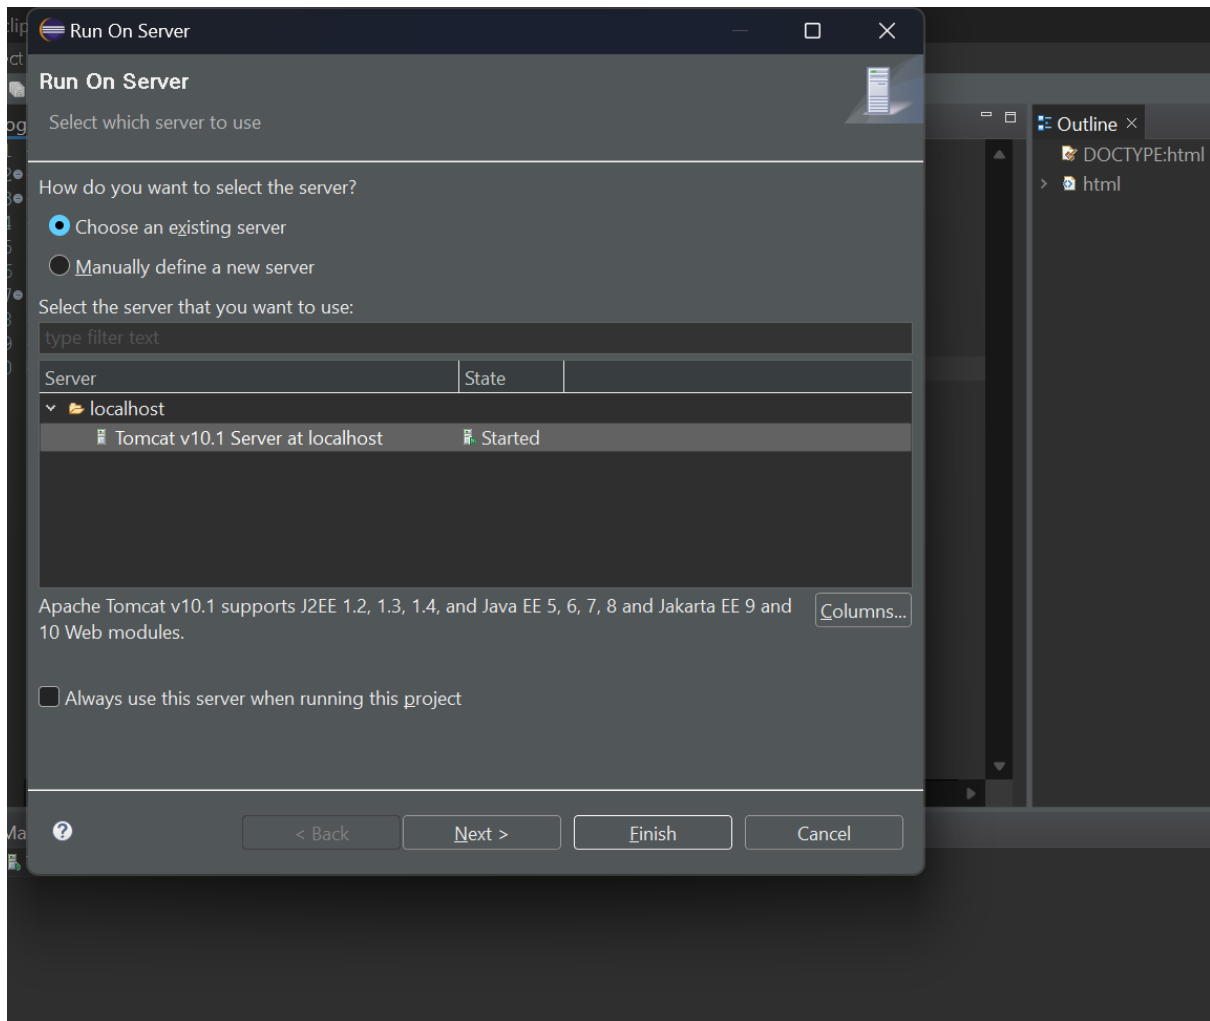 Run On Server
Run On Server
Select which server to use
How do you want to select the server?
Choose an existing server
Manually define a new server
Select the server that you want to use:
type filter text
Server State
localhost
Tomcat v10.1 Server at localhost Started
Apache Tomcat v10.1 supports J2EE 1.2, 1.3, 1.4, and Java EE 5, 6, 7, 8 and Jakarta EE 9 and
10 Web modules.
Columns...
Always use this server when running this project
< Back Next > Finish Cancel
Outline
DOCTYPE:html
html